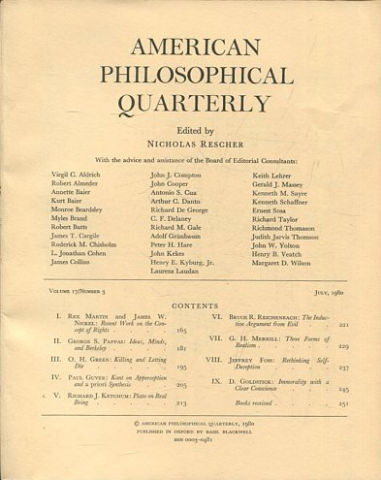 AMERICAN
PHILOSOPHICAL
QUARTERLY
Edited by
NICHOLAS RESCHER
With the advice and assistance of the Board of Editorial Consultants:
Virgil C. Aldrich
Robert Almeder
Annette Baier
Kurt Baier
Monroe Beardsley
Myles Brand
Robert Butts
James T. Cargile
Roderick M. Chisholm
L. Jonathan Cohen
James Collins
John J. Compton
John Cooper
Antonio S. Cua
Arthur C. Danto
Richard De George
C. F. Delaney
Richard M. Gale
Adolf Grünbaum
Peter H. Hare
John Kekes
Henry E. Kyburg, Jr.
Laurens Laudan
Keith Lehrer
Gerald J. Massey
Kenneth M. Sayre
Kenneth Schaffner
Ernest Sosa
Richard Taylor
Richmond Thomason
Judith Jarvis Thomson
John W. Yolton
Henry B. Veatch
Margaret D. Wilson
VOLUME 17/NUMBER 3
JULY, 1980
CONTENTS
I. REX MARTIN and JAMES W.
NICKEL: Recent Work on the Con-
cept of Rights 165
II. GEORGE S. PAPPAS: Ideas, Minds,
and Berkeley 181
III. O. H. GREEN: Killing and Letting
Die 195
IV. PAUL GUYER: Kant on Apperception
and a priori Synthesis 205
V. RICHARD J. KETCHUM: Plato on Real
Being 213
VI. BRUCE R. REICHENBACH: The Induc-
tive Argument from Evil 221
VII. G. H. MERRILL: Three Forms of
Realism 229
VIII. JEFFREY FOSS: Rethinking Self-
Deception 237
IX. D. GOLDSTICK: Immorality with a
Clear Conscience 245
Books received 251
© AMERICAN PHILOSOPHICAL QUARTERLY, 1980
PUBLISHED IN OXFORD BY BASIL BLACKWELL
ISSN 0003-0481